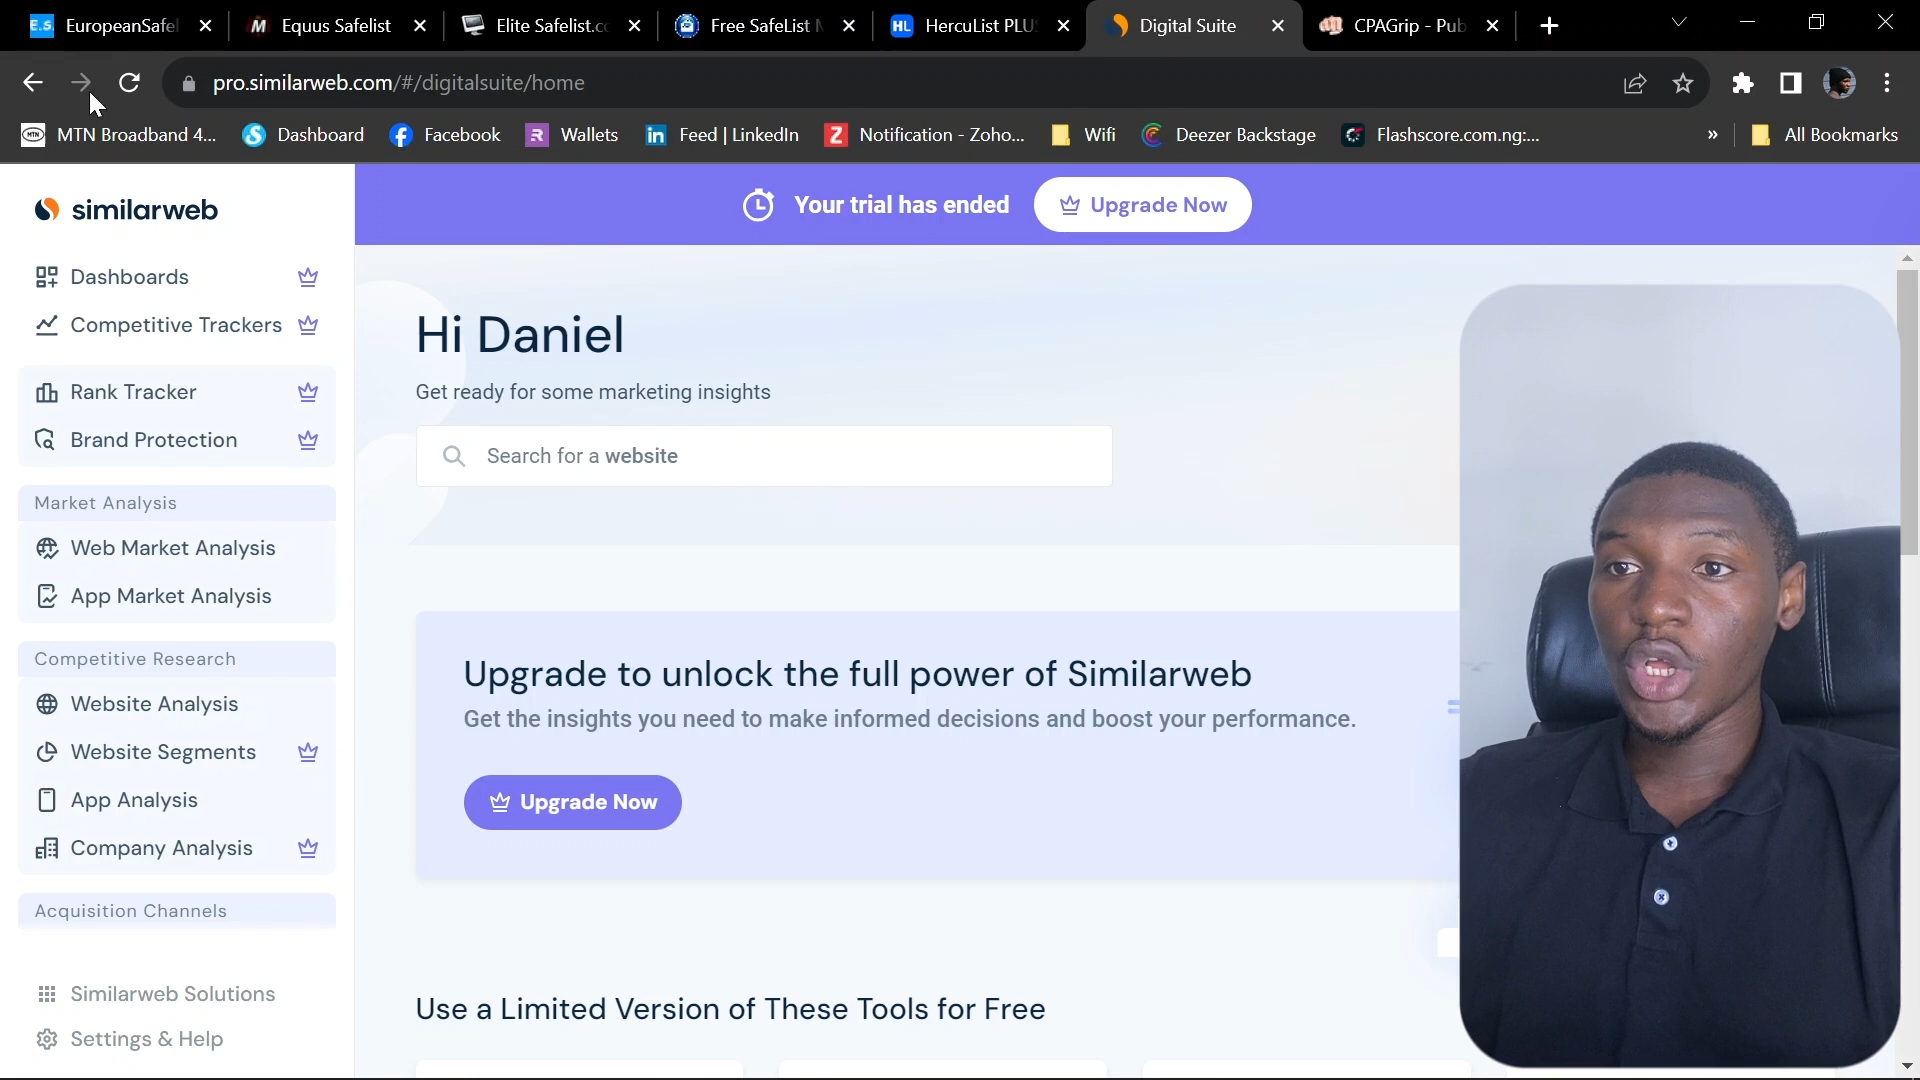 E.S. EuropeanSafel
Equus Safelist
Elite Safelist.c
Free SafeList
HL HercuList PLU
Digital Suite
CPAGrip - Pub
pro.similarweb.com/#/digitalsuite/home
MTN Broadband 4...
Dashboard
Facebook
Wallets
Feed | LinkedIn
Notification - Zoho...
Wifi
Deezer Backstage
Flashscore.com.ng:...
»
All Bookmarks
similarweb
Your trial has ended
Upgrade Now
Dashboards
Competitive Trackers
Rank Tracker
Brand Protection
Market Analysis
Web Market Analysis
App Market Analysis
Competitive Research
Website Analysis
Website Segments
App Analysis
Company Analysis
Acquisition Channels
Similarweb Solutions
Settings & Help
Hi Daniel
Get ready for some marketing insights
Search for a website
Upgrade to unlock the full power of Similarweb
Get the insights you need to make informed decisions and boost your performance.
Upgrade Now
Use a Limited Version of These Tools for Free